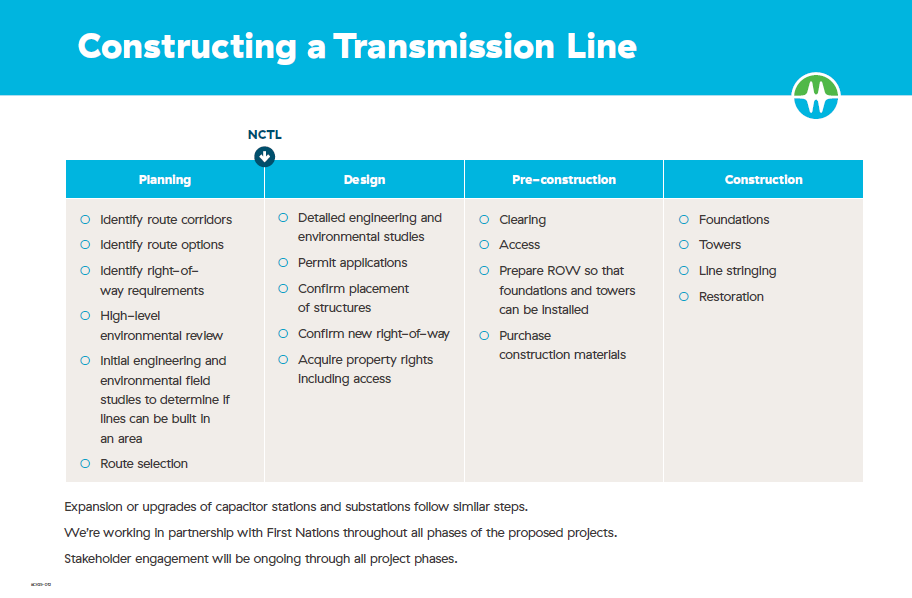 Constructing a Transmission Line
NCTL
Planning
Identify route corridors
Identify route options
Identify right-of-
way requirements
High-level
environmental review
Initial engineering and
environmental field
studies to determine if
lines can be built in
an area
Route selection
Design
Detailed engineering and
environmental studies
Permit applications
Confirm placement
of structures
Confirm new right-of-way
Acquire property rights
including access
Pre-construction
Clearing
Access
Prepare ROW so that
foundations and towers
can be installed
Purchase
construction materials
Construction
Foundations
Towers
Line stringing
Restoration
Expansion or upgrades of capacitor stations and substations follow similar steps.
We're working in partnership with First Nations throughout all phases of the proposed projects.
Stakeholder engagement will be ongoing through all project phases.